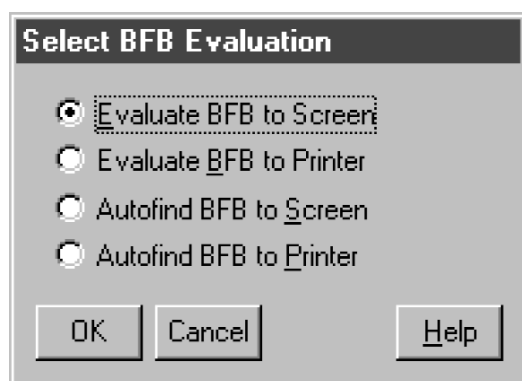 Select BFB Evaluation
Evaluate BFB to Screen
Evaluate BFB to Printer
Autofind BFB to Screen
Autofind BFB to Printer
OK Cancel Help